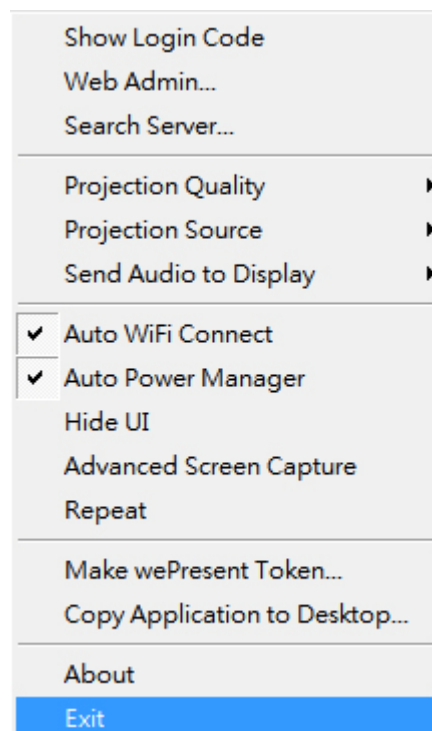 Show Login Code
Web Admin...
Search Server...
Projection Quality
Projection Source
Send Audio to Display
Auto WiFi Connect
Auto Power Manager
Hide UI
Advanced Screen Capture
Repeat
Make wePresent Token...
Copy Application to Desktop...
About
Exit